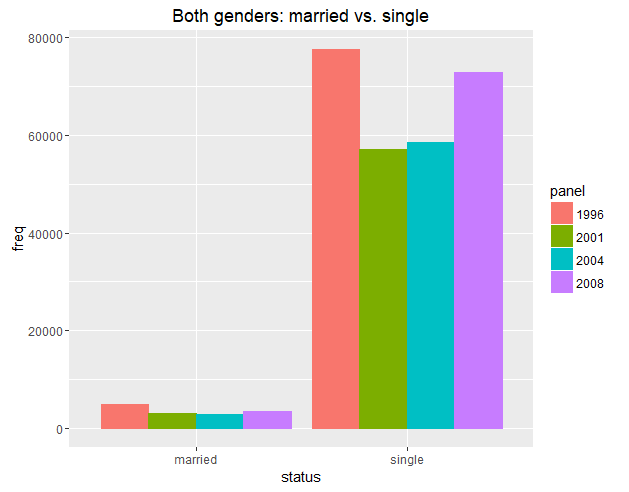 Both genders: married vs. single
80000
60000
40000
20000
0
freq
married single
status
panel
1996
2001
2004
2008